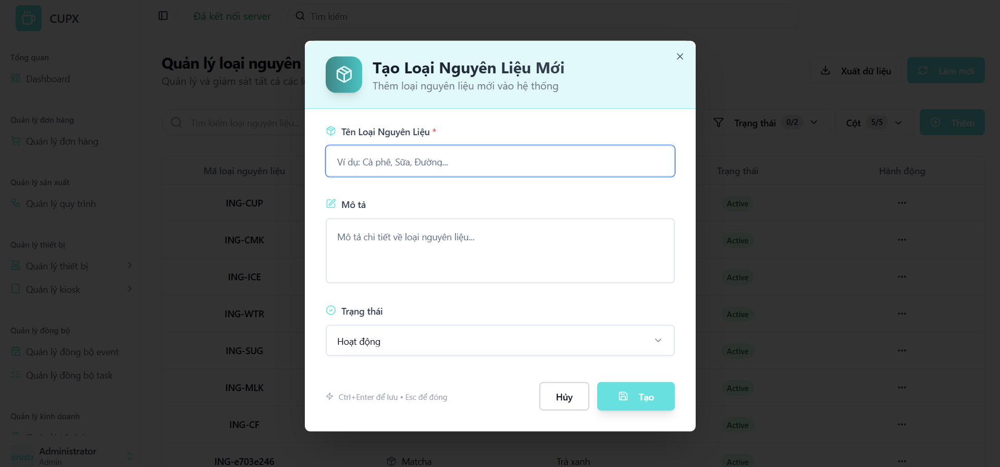 CUPX
Đã kết nối server
Tìm kiếm
Tổng quan
Dashboard
Quản lý đơn hàng
Quản lý đơn hàng
Quản lý sản xuất
Quản lý quy trình
Quản lý thiết bị
Quản lý thiết bị
Quản lý kiosk
Quản lý đồng bộ
Quản lý đồng bộ event
Quản lý đồng bộ task
Quản lý kinh doanh
Administrator
Admin
Quản lý loại nguyên
Quản lý và giám sát tất cả các
Xuất dữ liệu
Làm mới
Tìm kiếm loại nguyên liệu...
Trạng thái 0/2
Cột 5/5
Thêm
Mã loại nguyên liệu Trạng thái Hành động
ING-CUP Active
ING-CMK Active
ING-ICE Active
ING-WTR Active
ING-SUG Active
ING-MLK Active
ING-CF Active
ING-e703e246 Matcha Trà xanh Active
Tạo Loại Nguyên Liệu Mới
Thêm loại nguyên liệu mới vào hệ thống
Tên Loại Nguyên Liệu *
Ví dụ: Cà phê, Sữa, Đường...
Mô tả
Mô tả chi tiết về loại nguyên liệu...
Trạng thái
Hoạt động
Ctrl+Enter để lưu • Esc để đóng
Hủy
Tạo